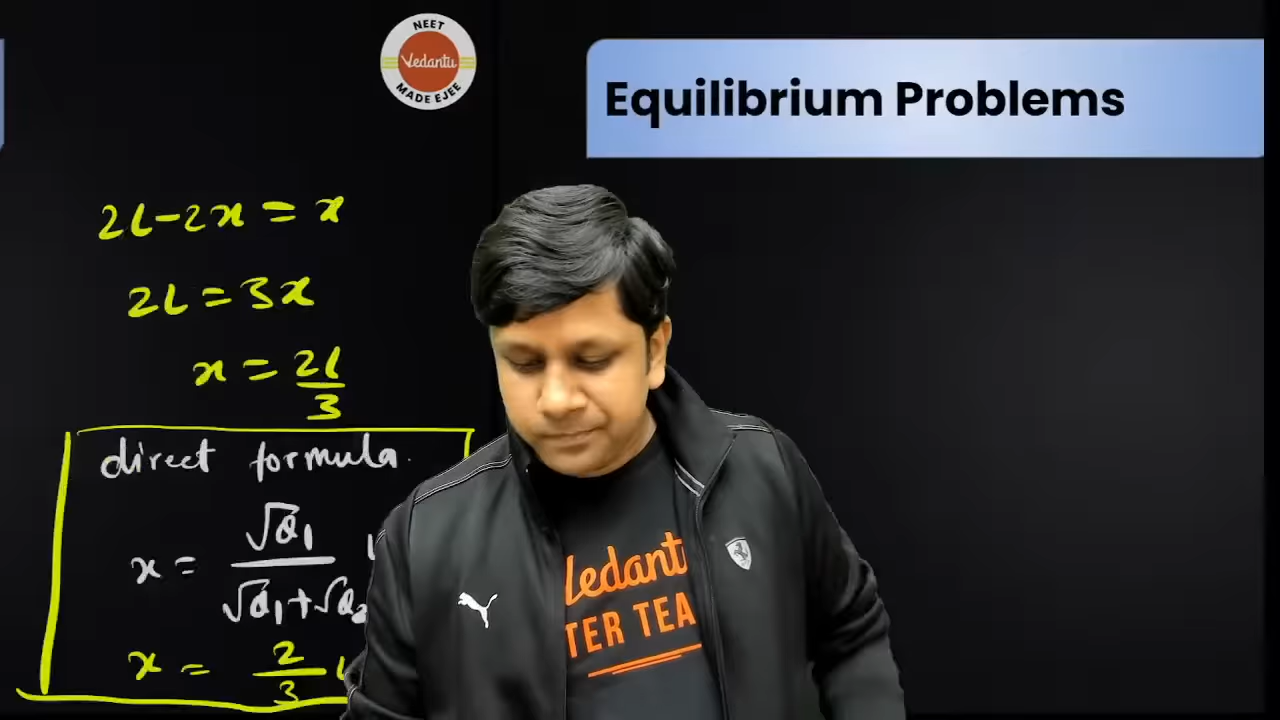 NEET
Vedantu
MADE EJEE
Equilibrium Problems
2l-2x = x
2l = 3x
x = 2l/3
direct formula.
x = √Q1/√Q1+√Q2
x = 2/3 l
Vedantu
TER TEA